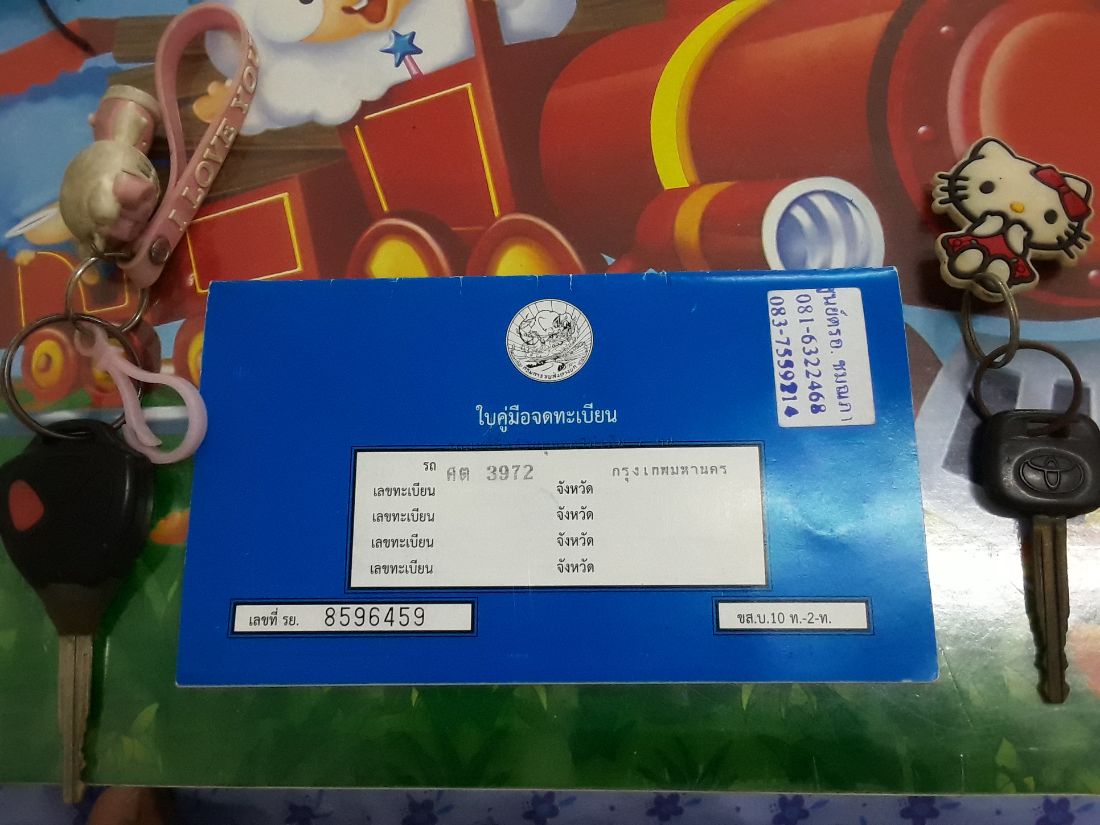 I LOVE YOU
ใบคู่มือจดทะเบียน
รถ ศต 3972 กรุงเทพมหานคร
เลขทะเบียน จังหวัด
เลขทะเบียน จังหวัด
เลขทะเบียน จังหวัด
เลขทะเบียน จังหวัด
เลขที่ รย. 8596459
ขส.บ.10 ท.-2-ท.
081-6322468
083-7559214